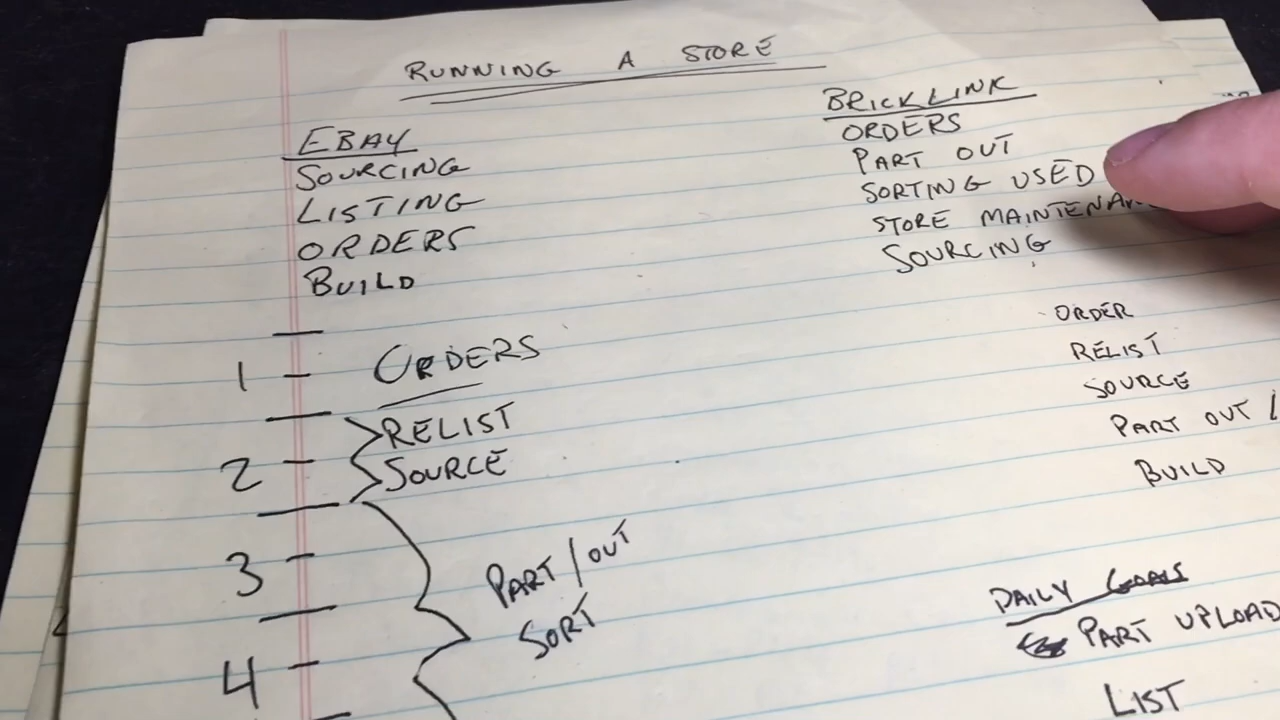 RUNNING A STORE
EBAY
SOURCING
LISTING
ORDERS
BUILD
BRICKLINK
ORDERS
PART OUT
SORTING USED
STORE MAINTENAN
SOURCING
1 ORDERS
RELIST
2 SOURCE
3 PART/OUT
SORT
4
ORDER
RELIST
SOURCE
PART OUT /
BUILD
DAILY GOALS
PART UPLOAD
LIST